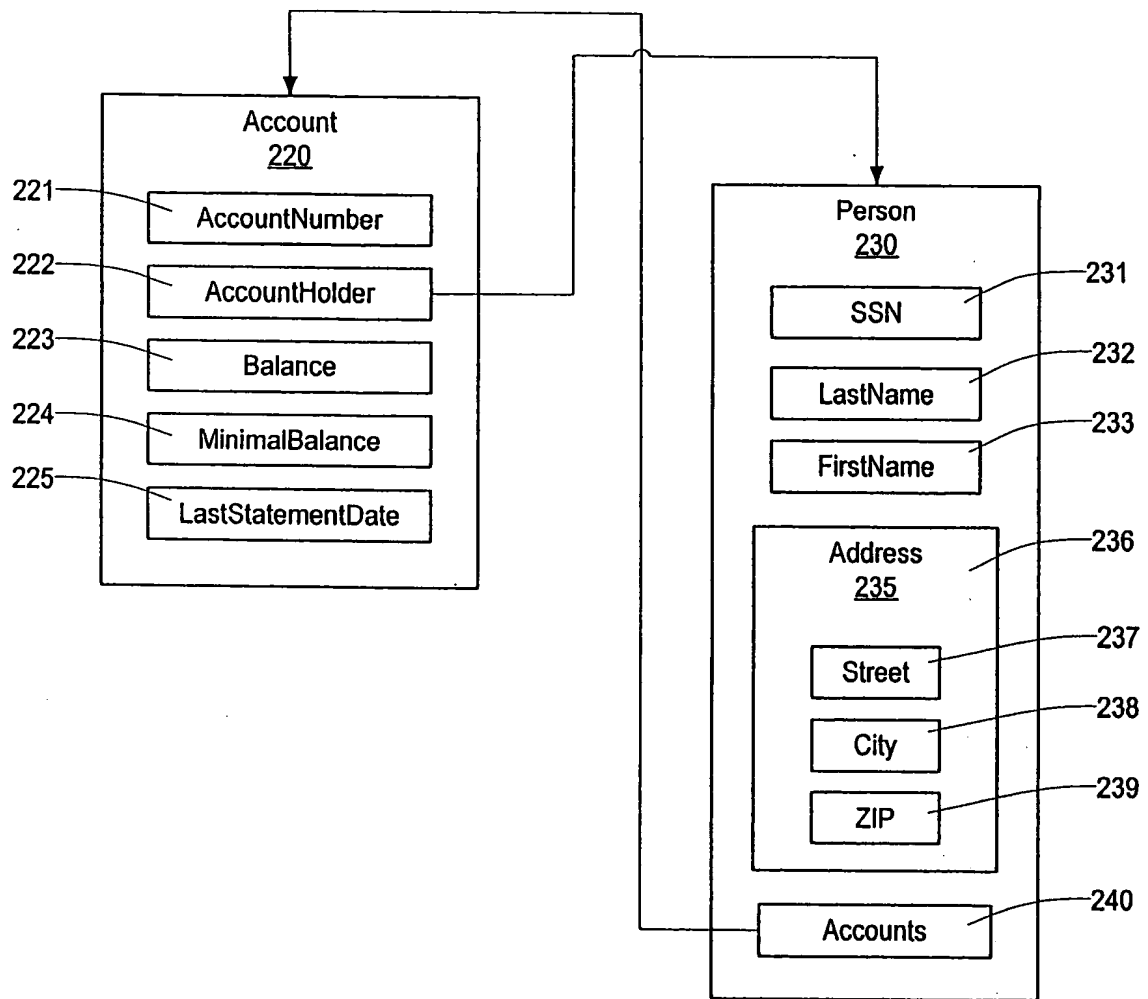 Account
220
221
AccountNumber
222
AccountHolder
223
Balance
224
MinimalBalance
225
LastStatementDate
Person
230
231
SSN
232
LastName
233
FirstName
Address
235
236
237
Street
238
City
239
ZIP
240
Accounts